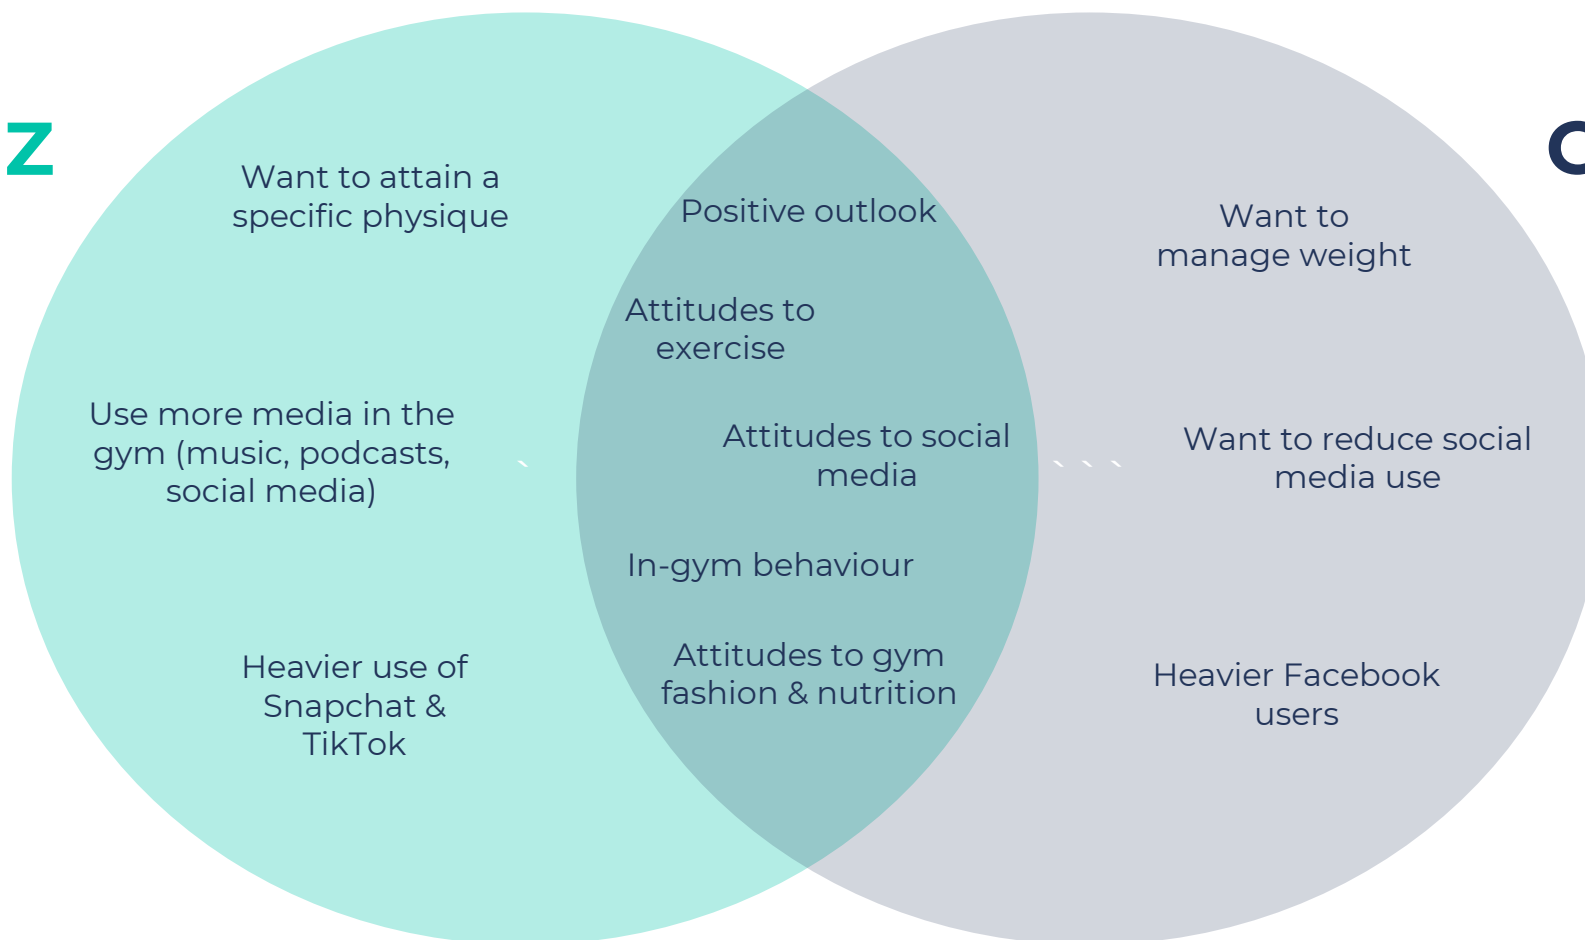 Z
Want to attain a
specific physique
Use more media in the
gym (music, podcasts,
social media)
Heavier use of
Snapchat &
TikTok
Positive outlook
Attitudes to
exercise
Attitudes to social
media
In-gym behaviour
Attitudes to gym
fashion & nutrition
Want to
manage weight
Want to reduce social
media use
Heavier Facebook
users